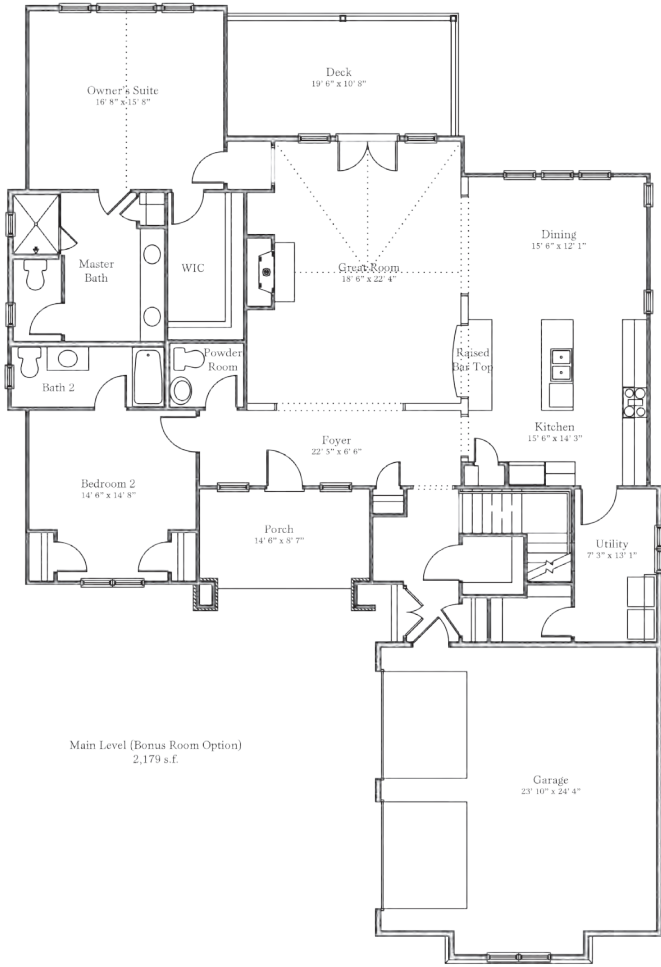 Deck
19' 6" x 10' 8"
Owner's Suite
16' 8" x 15' 8"
Dining
15' 6" x 12' 1"
Master
Bath
WIC
Great Room
18' 6" x 22' 4"
Powder
Room
Raised
Bar Top
Bath 2
Foyer
22' 5" x 6' 6"
Kitchen
15' 6" x 14' 3"
Bedroom 2
14' 6" x 14' 8"
Porch
14' 6" x 8' 7"
Utility
7' 3" x 13' 1"
Main Level (Bonus Room Option)
2,179 s.f.
Garage
23' 10" x 24' 4"